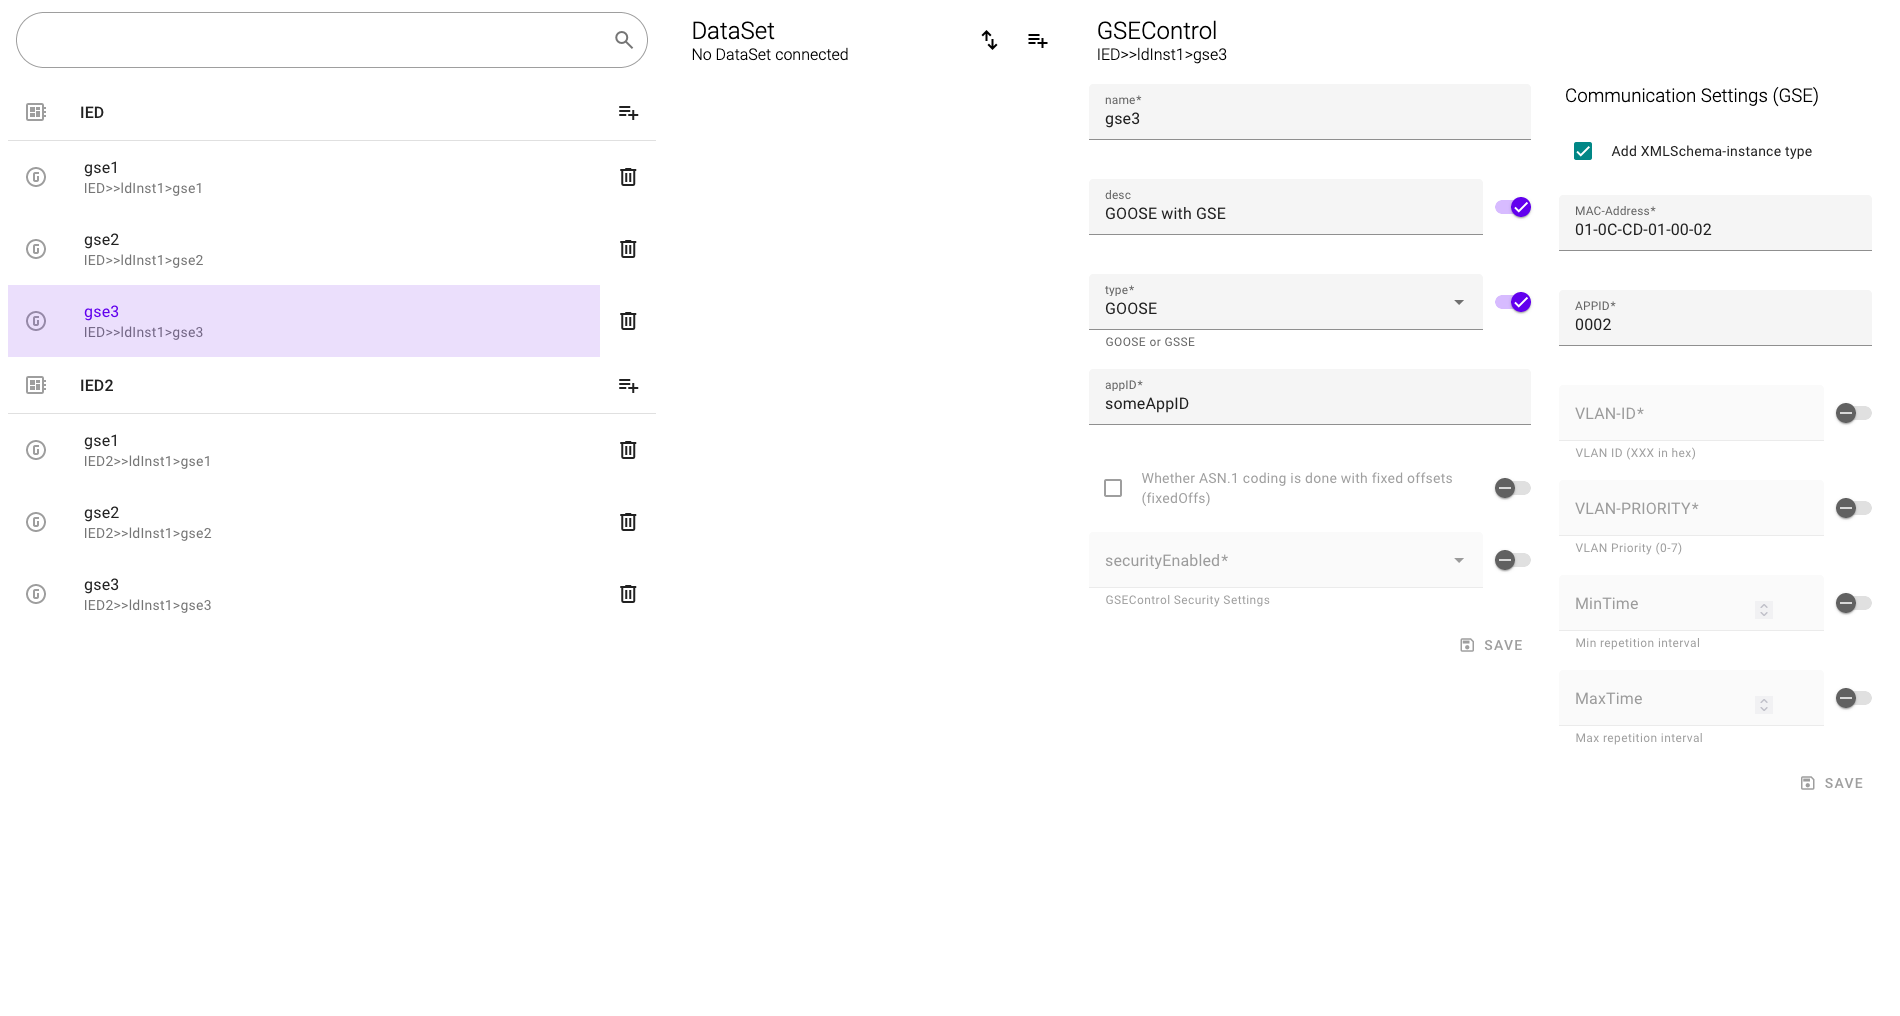 IED
gse1
IED>>ldInst1>gse1
gse2
IED>>ldInst1>gse2
gse3
IED>>ldInst1>gse3
IED2
gse1
IED2>>ldInst1>gse1
gse2
IED2>>ldInst1>gse2
gse3
IED2>>ldInst1>gse3
DataSet
No DataSet connected
GSEControl
IED>>ldInst1>gse3
name*
gse3
desc
GOOSE with GSE
type*
GOOSE
GOOSE or GSSE
appID*
someAppID
Whether ASN.1 coding is done with fixed offsets
(fixedOffs)
securityEnabled*
GSEControl Security Settings
SAVE
Communication Settings (GSE)
Add XMLSchema-instance type
MAC-Address*
01-0C-CD-01-00-02
APPID*
0002
VLAN-ID*
VLAN ID (XXX in hex)
VLAN-PRIORITY*
VLAN Priority (0-7)
MinTime
Min repetition interval
MaxTime
Max repetition interval
SAVE